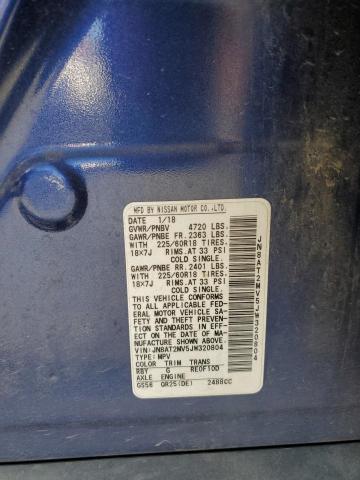 MFD BY NISSAN MOTOR CO.,LTD.
DATE 1/18
GVWR/PNBV 4720 LBS.
GAWR/PNBE FR. 2363 LBS.
WITH 225/60R18 TIRES.
18X7J RIMS.AT 33 PSI
COLD SINGLE.
GAWR/PNBE RR. 2401 LBS.
WITH 225/60R18 TIRES.
18X7J RIMS.AT 33 PSI
COLD SINGLE.
THIS VEHICLE CONFORMS
TO ALL APPLICABLE FED-
ERAL MOTOR VEHICLE SA-
FETY AND THEFT PREVEN-
TION STANDARDS IN EFF-
ECT ON THE DATE OF MAN-
UFACTURE SHOWN ABOVE.
VIN:JN8AT2MV5JW320804
TYPE: MPV
COLOR TRIM TRANS
RBY G RE0F10D
AXLE ENGINE
GS56 QR25(DE) 2488CC
JN8AT2MV5JW320804